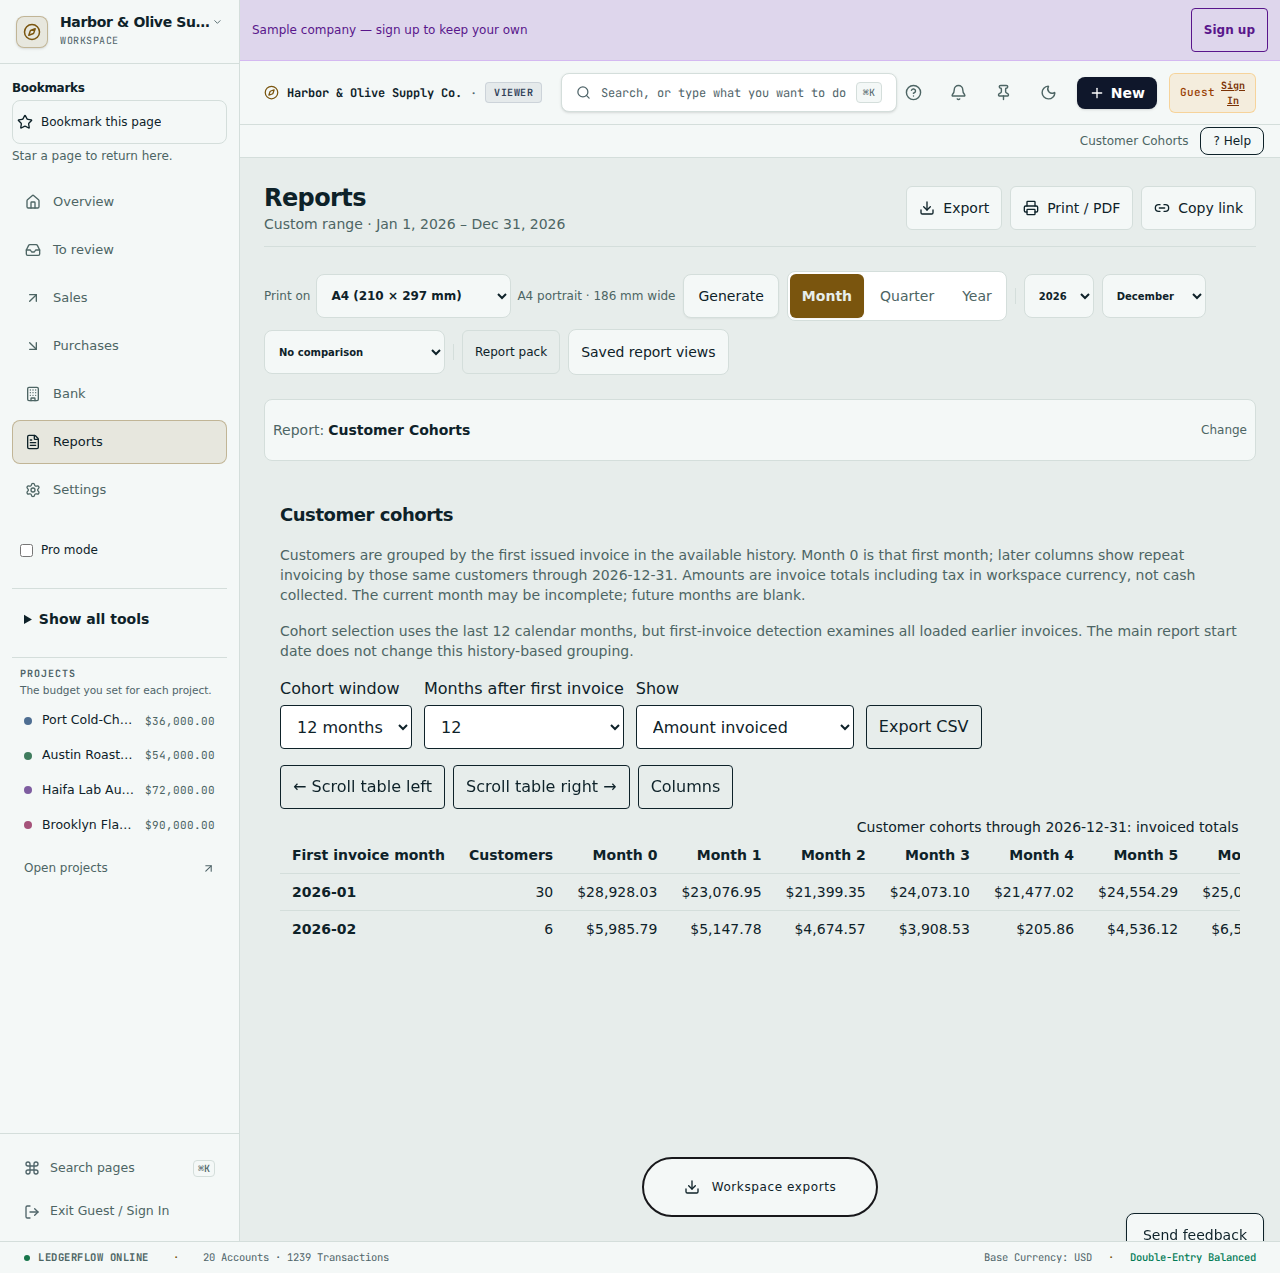 Harbor & Olive Su...
WORKSPACE
Bookmarks
Bookmark this page
Star a page to return here.
Overview
To review
Sales
Purchases
Bank
Reports
Settings
Pro mode
Show all tools
PROJECTS
The budget you set for each project.
Port Cold-Ch... $36,000.00
Austin Roast... $54,000.00
Haifa Lab Au... $72,000.00
Brooklyn Fla... $90,000.00
Open projects
Search pages ⌘K
Exit Guest / Sign In
Sample company — sign up to keep your own
Sign up
Harbor & Olive Supply Co. · VIEWER
Search, or type what you want to do ⌘K
New
Guest Sign In
Customer Cohorts
? Help
Reports
Custom range · Jan 1, 2026 – Dec 31, 2026
Export
Print / PDF
Copy link
Print on A4 (210 × 297 mm) A4 portrait · 186 mm wide Generate Month Quarter Year 2026 December
No comparison Report pack Saved report views
Report: Customer Cohorts Change
Customer cohorts
Customers are grouped by the first issued invoice in the available history. Month 0 is that first month; later columns show repeat
invoicing by those same customers through 2026-12-31. Amounts are invoice totals including tax in workspace currency, not cash
collected. The current month may be incomplete; future months are blank.
Cohort selection uses the last 12 calendar months, but first-invoice detection examines all loaded earlier invoices. The main report start
date does not change this history-based grouping.
Cohort window Months after first invoice Show
12 months 12 Amount invoiced Export CSV
← Scroll table left Scroll table right → Columns
Customer cohorts through 2026-12-31: invoiced totals
First invoice month Customers Month 0 Month 1 Month 2 Month 3 Month 4 Month 5 Mo
2026-01 30 $28,928.03 $23,076.95 $21,399.35 $24,073.10 $21,477.02 $24,554.29 $25,0
2026-02 6 $5,985.79 $5,147.78 $4,674.57 $3,908.53 $205.86 $4,536.12 $6,5
Workspace exports
Send feedback
LEDGERFLOW ONLINE · 20 Accounts · 1239 Transactions
Base Currency: USD · Double-Entry Balanced